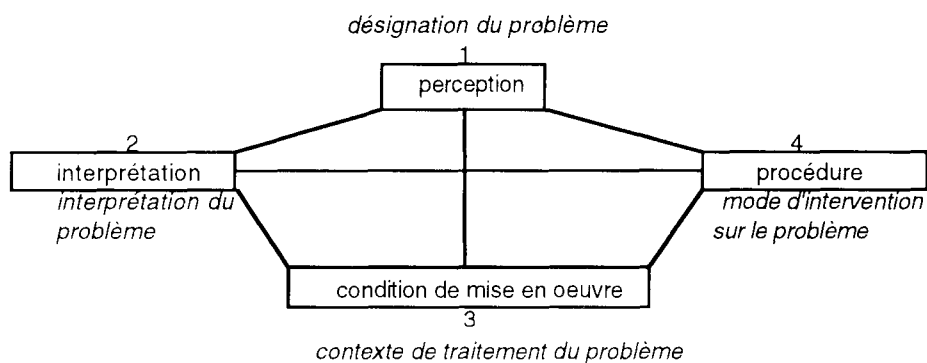 désignation du problème
1
perception
2
interprétation
interprétation du
problème
4
procédure
mode d'intervention
sur le problème
condition de mise en oeuvre
3
contexte de traitement du problème